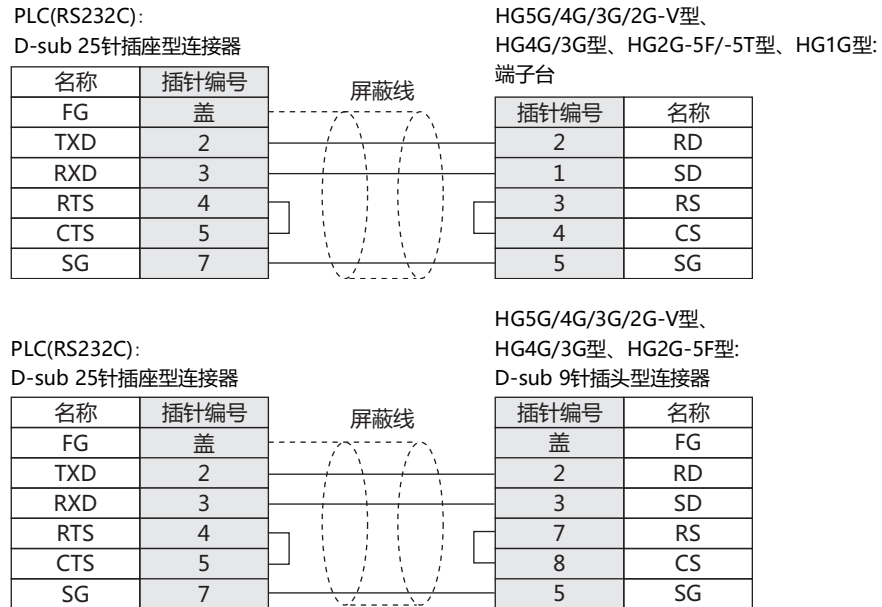 PLC(RS232C):
D-sub 25针插座型连接器
HG5G/4G/3G/2G-V型、
HG4G/3G型、HG2G-5F/-5T型、HG1G型:
端子台
名称 插针编号
FG 盖
TXD 2
RXD 3
RTS 4
CTS 5
SG 7
屏蔽线
插针编号 名称
2 RD
1 SD
3 RS
4 CS
5 SG
PLC(RS232C):
D-sub 25针插座型连接器
HG5G/4G/3G/2G-V型、
HG4G/3G型、HG2G-5F型:
D-sub 9针插头型连接器
名称 插针编号
FG 盖
TXD 2
RXD 3
RTS 4
CTS 5
SG 7
屏蔽线
插针编号 名称
盖 FG
2 RD
3 SD
7 RS
8 CS
5 SG